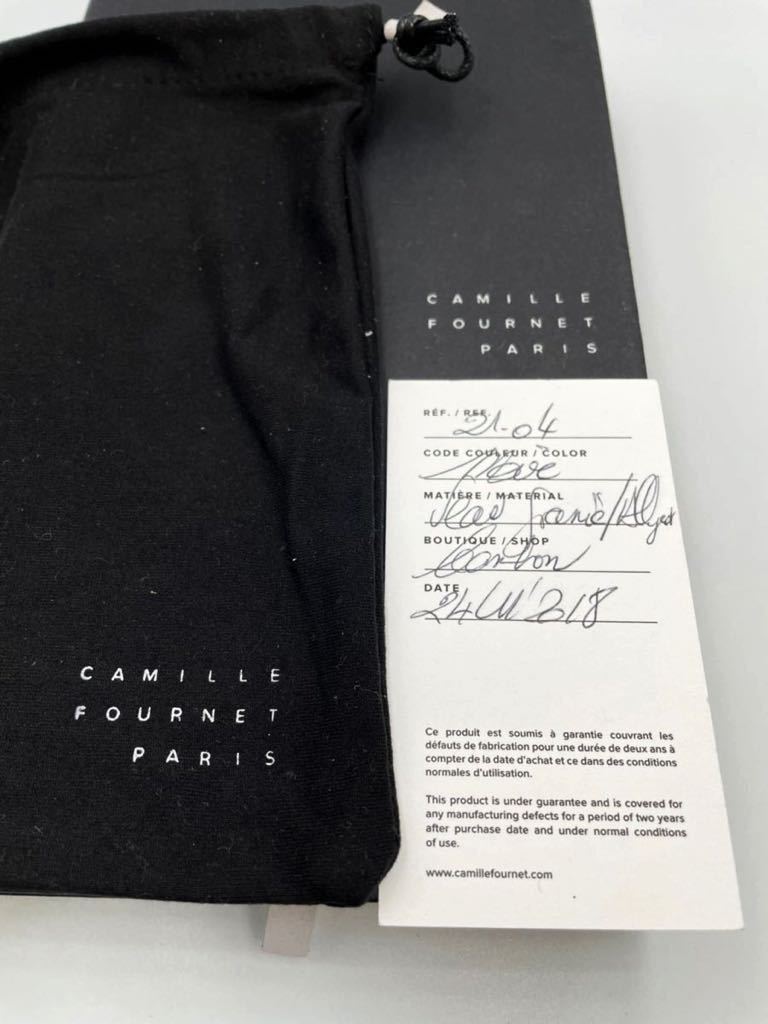 CAMILLE
FOURNET
PARIS
RÉF. / REF.
21-04
CODE COULEUR / COLOR
MATIÈRE / MATERIAL
BOUTIQUE / SHOP
DATE
CAMILLE
FOURNET
PARIS
Ce produit est soumis à garantie couvrant les
défauts de fabrication pour une durée de deux ans à
compter de la date d'achat et ce dans des conditions
normales d'utilisation.
This product is under guarantee and is covered for
any manufacturing defects for a period of two years
after purchase date and under normal conditions
of use.
www.camillefournet.com